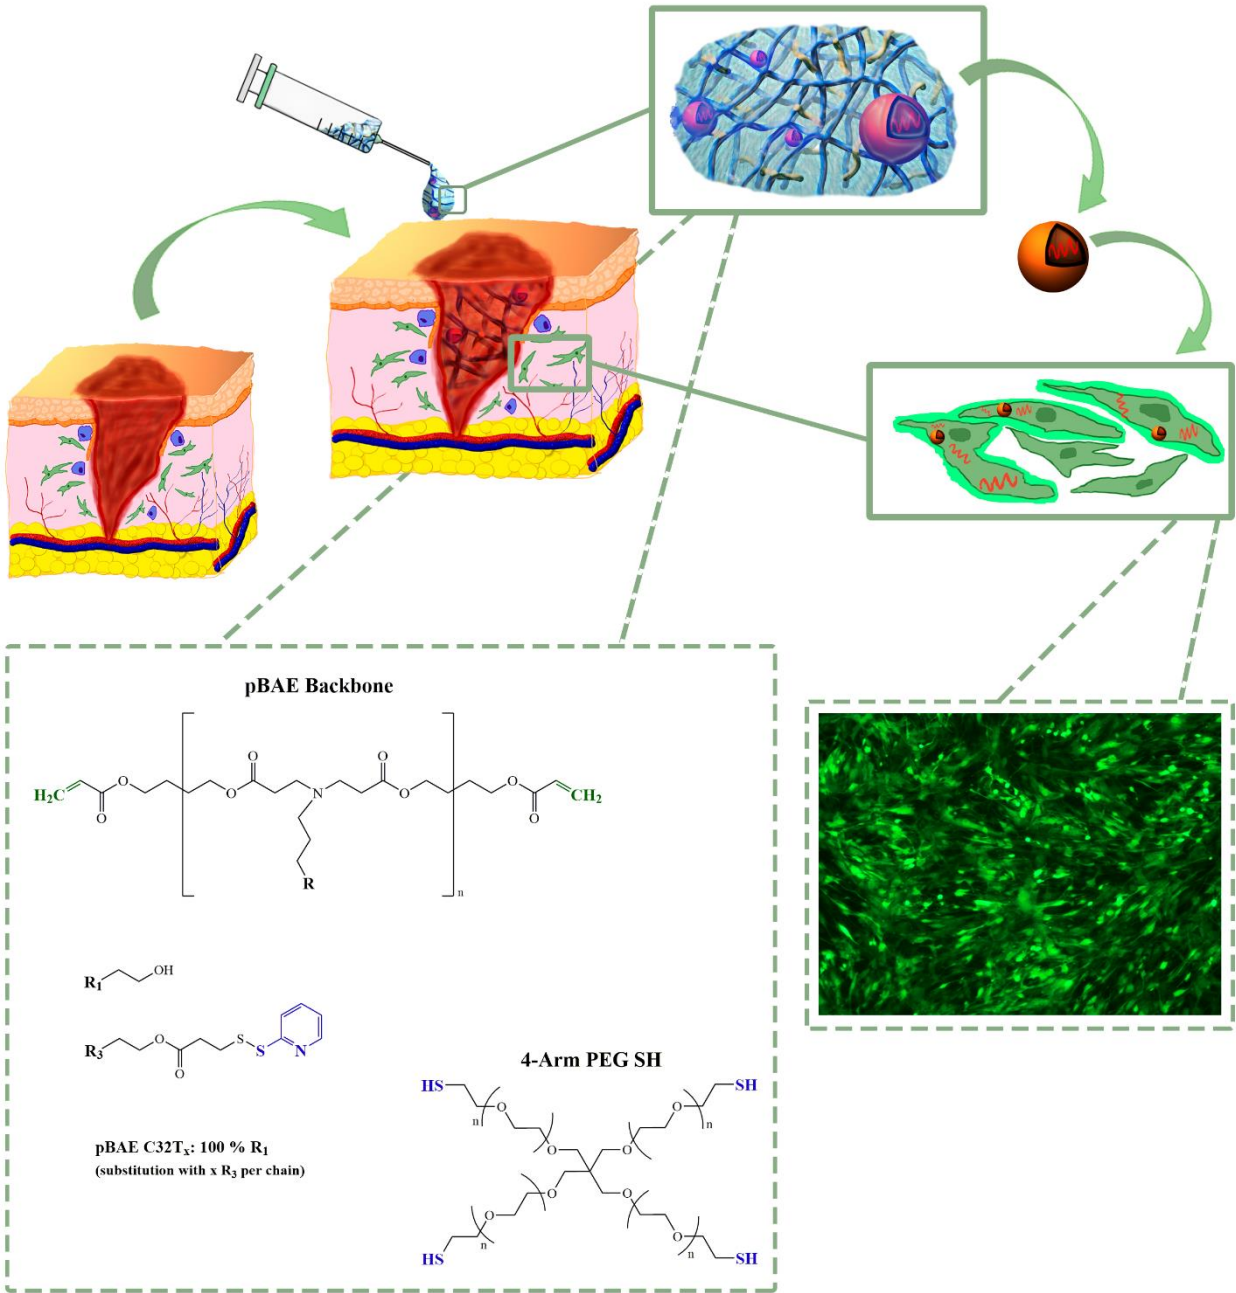 pBAE Backbone
O O
H₂C O O N O O CH₂
O O
R
n
R₁ OH
R₃ O S S N
O
4-Arm PEG SH
HS SH
O O O O
n n
O O
pBAE C32Tₓ: 100 % R₁
(substitution with x R₃ per chain)
O O
O O O O
n n
HS SH